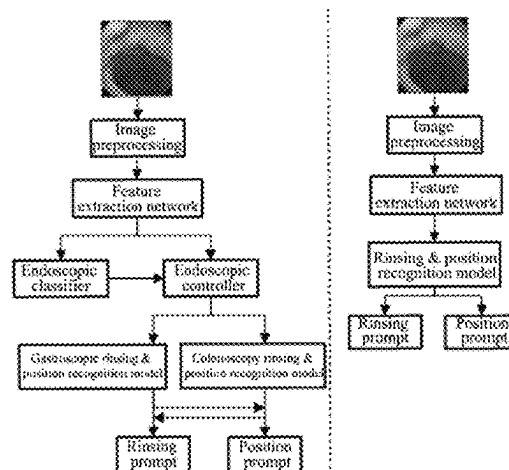 Image
preprocessing
Feature
extraction network
Endoscopic
classifier
Endoscopic
controller
Gastroscopic rinsing &
position recognition model
Colonoscopy rinsing &
position recognition model
Rinsing
prompt
Position
prompt
Image
preprocessing
Feature
extraction network
Rinsing & position
recognition model
Rinsing
prompt
Position
prompt